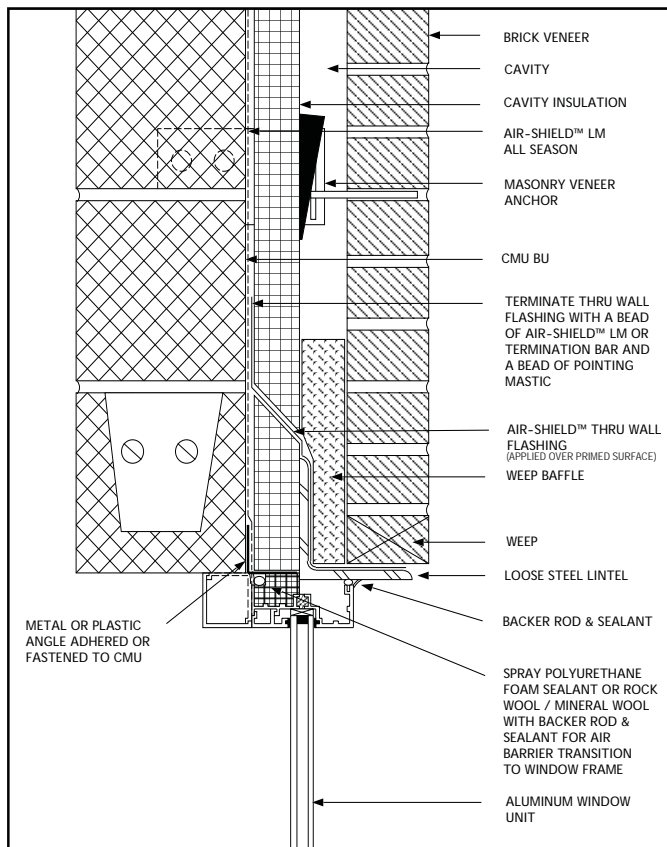 BRICK VENEER
CAVITY
CAVITY INSULATION
AIR-SHIELD™ LM
ALL SEASON
MASONRY VENEER
ANCHOR
CMU BU
TERMINATE THRU WALL
FLASHING WITH A BEAD
OF AIR-SHIELD™ LM OR
TERMINATION BAR AND
A BEAD OF POINTING
MASTIC
AIR-SHIELD™ THRU WALL
FLASHING
(APPLIED OVER PRIMED SURFACE)
WEEP BAFFLE
WEEP
LOOSE STEEL LINTEL
BACKER ROD & SEALANT
METAL OR PLASTIC
ANGLE ADHERED OR
FASTENED TO CMU
SPRAY POLYURETHANE
FOAM SEALANT OR ROCK
WOOL / MINERAL WOOL
WITH BACKER ROD &
SEALANT FOR AIR
BARRIER TRANSITION
TO WINDOW FRAME
ALUMINUM WINDOW
UNIT